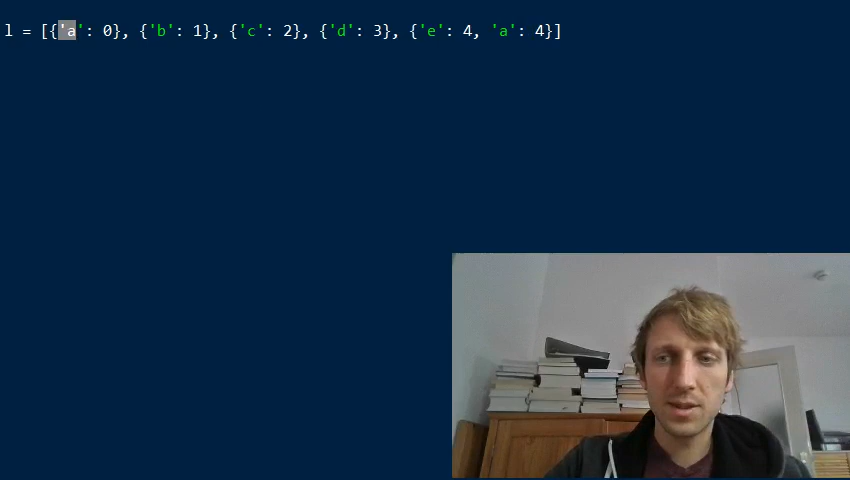 l = [{'a': 0}, {'b': 1}, {'c': 2}, {'d': 3}, {'e': 4, 'a': 4}]